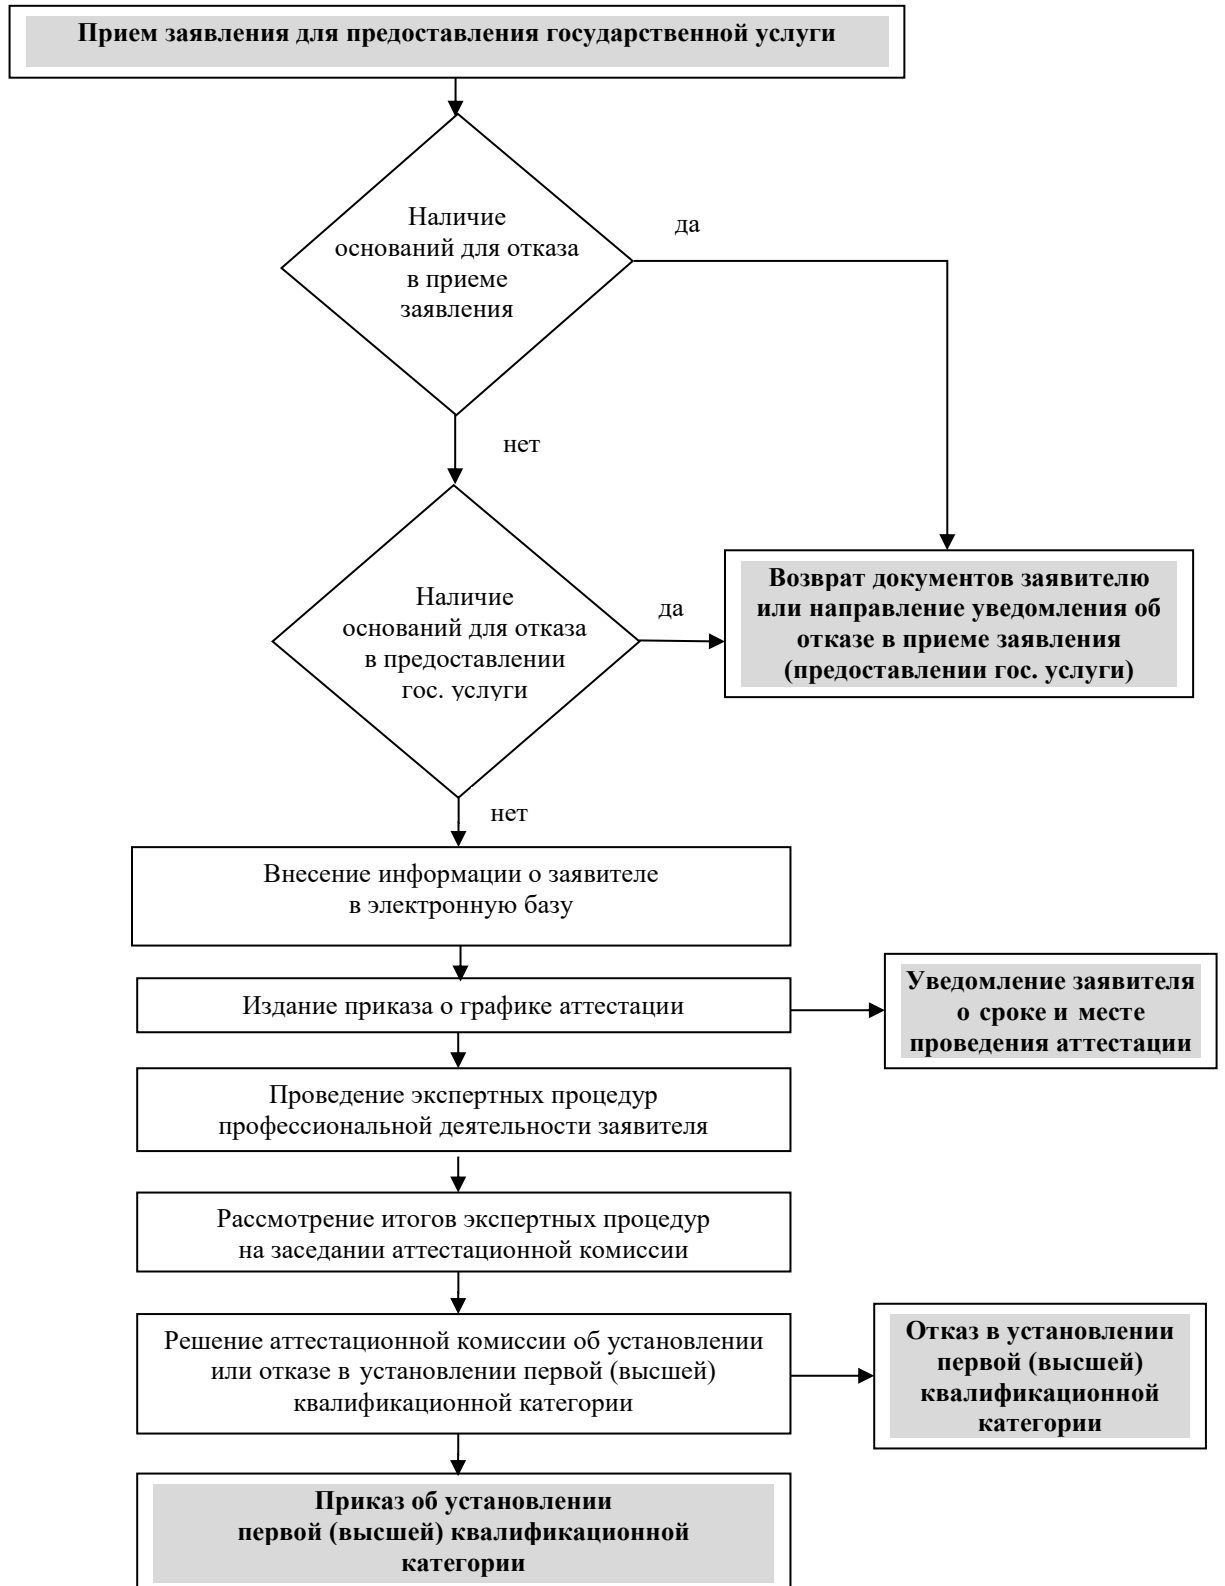 Прием заявления для предоставления государственной услуги
Наличие
оснований для отказа
в приеме
заявления
да
нет
Наличие
оснований для отказа
в предоставлении
гос. услуги
да
Возврат документов заявителю
или направление уведомления об
отказе в приеме заявления
(предоставлении гос. услуги)
нет
Внесение информации о заявителе
в электронную базу
Издание приказа о графике аттестации
Уведомление заявителя
о сроке и месте
проведения аттестации
Проведение экспертных процедур
профессиональной деятельности заявителя
Рассмотрение итогов экспертных процедур
на заседании аттестационной комиссии
Решение аттестационной комиссии об установлении
или отказе в установлении первой (высшей)
квалификационной категории
Отказ в установлении
первой (высшей)
квалификационной
категории
Приказ об установлении
первой (высшей) квалификационной
категории